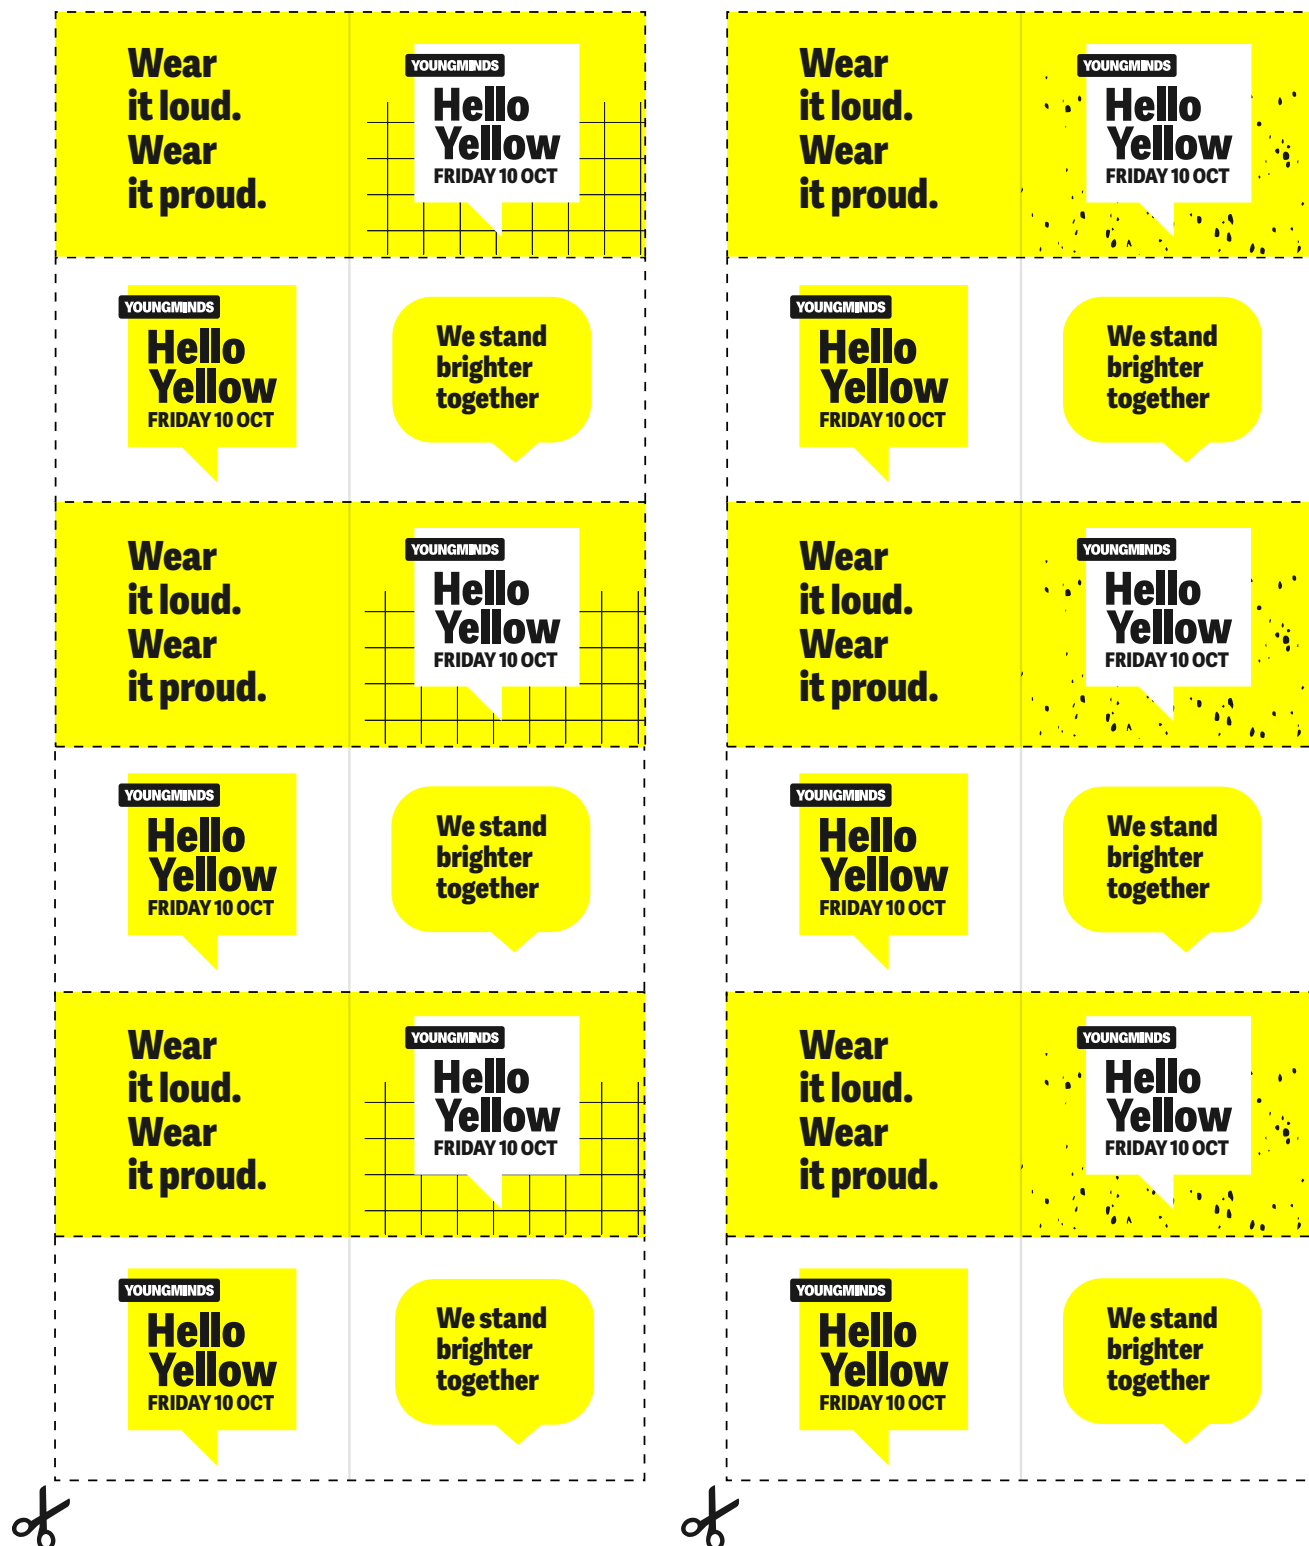 Wear
it loud.
Wear
it proud.
YOUNGMINDS
Hello
Yellow
FRIDAY 10 OCT
Wear
it loud.
Wear
it proud.
YOUNGMINDS
Hello
Yellow
FRIDAY 10 OCT
YOUNGMINDS
Hello
Yellow
FRIDAY 10 OCT
We stand
brighter
together
YOUNGMINDS
Hello
Yellow
FRIDAY 10 OCT
We stand
brighter
together
Wear
it loud.
Wear
it proud.
YOUNGMINDS
Hello
Yellow
FRIDAY 10 OCT
Wear
it loud.
Wear
it proud.
YOUNGMINDS
Hello
Yellow
FRIDAY 10 OCT
YOUNGMINDS
Hello
Yellow
FRIDAY 10 OCT
We stand
brighter
together
YOUNGMINDS
Hello
Yellow
FRIDAY 10 OCT
We stand
brighter
together
Wear
it loud.
Wear
it proud.
YOUNGMINDS
Hello
Yellow
FRIDAY 10 OCT
Wear
it loud.
Wear
it proud.
YOUNGMINDS
Hello
Yellow
FRIDAY 10 OCT
YOUNGMINDS
Hello
Yellow
FRIDAY 10 OCT
We stand
brighter
together
YOUNGMINDS
Hello
Yellow
FRIDAY 10 OCT
We stand
brighter
together